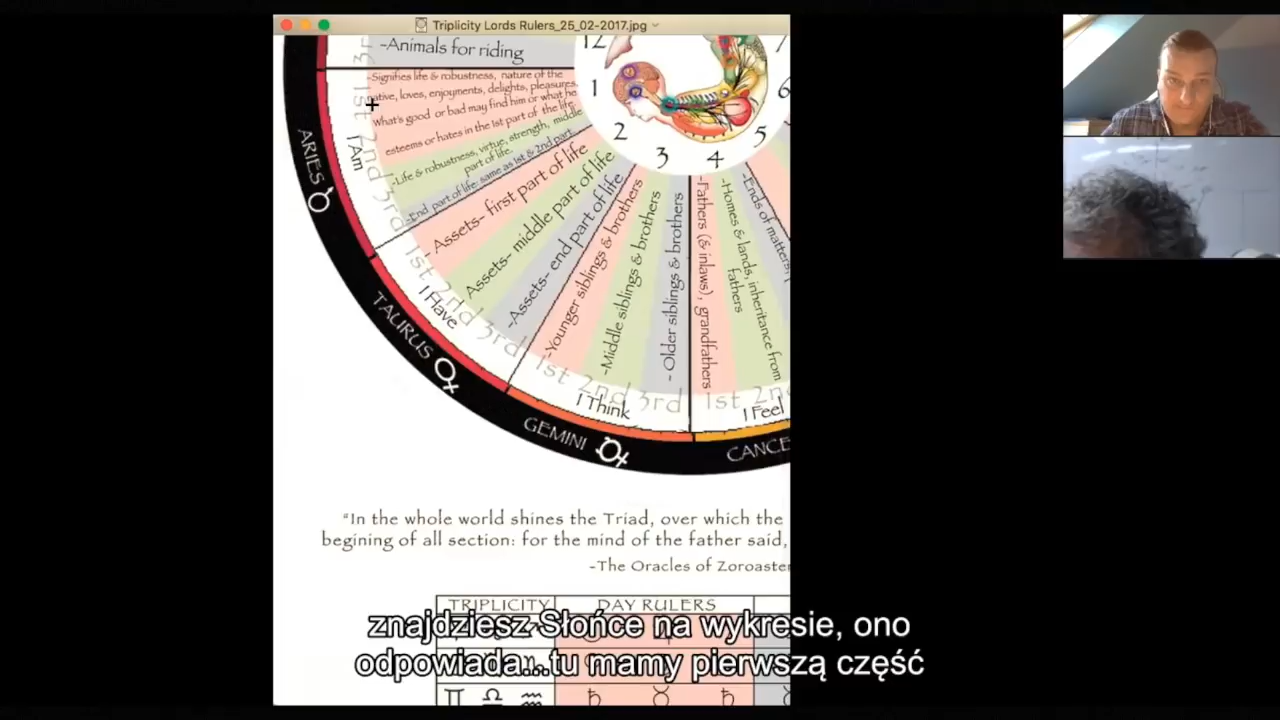 Triplicity Lords Rulers_25_02-2017.jpg
12
3rd
-Animals for riding
1
2
3
4
5
6
7
-Signifies life & robustness, nature of the
native, loves, enjoyments, delights, pleasures.
What's good or bad may find him or what he
esteems or hates in the 1st part of the life
-Life & robustness, virtue, strength, middle
part of life.
-End part of life: same as 1st & 2nd part.
1st 2nd 3rd
I Am
ARIES
-Assets- first part of life
Assets- middle part of life
-Assets- end part of life
1st 2nd 3rd
I Have
TAURUS
-Younger siblings & brothers
-Middle siblings & brothers
- Older siblings & brothers
1st 2nd 3rd
I Think
GEMINI
-Fathers (& inlaws), grandfathers
-Homes & lands, inheritance from
fathers
-Ends of matters,
1st 2n
I Feel
CANCE
"In the whole world shines the Triad, over which the
begining of all section: for the mind of the father said,
-The Oracles of Zoroaster
TRIPLICITY DAY RULERS
♊ ♎ ♒ ♄ ☿ ♄
znajdziesz Słońce na wykresie, ono
odpowiada...tu mamy pierwszą część